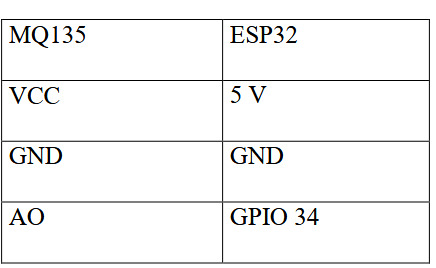 MQ135 ESP32
VCC 5 V
GND GND
AO GPIO 34